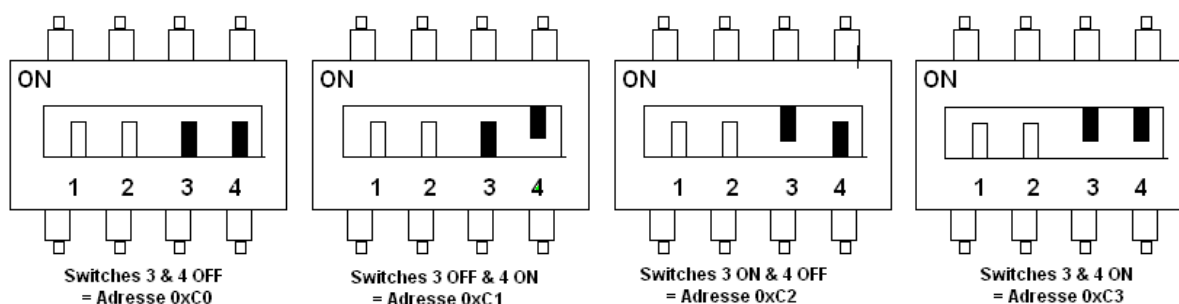 ON
1 2 3 4
Switches 3 & 4 OFF
= Adresse 0xC0
ON
1 2 3 4
Switches 3 OFF & 4 ON
= Adresse 0xC1
ON
1 2 3 4
Switches 3 ON & 4 OFF
= Adresse 0xC2
ON
1 2 3 4
Switches 3 & 4 ON
= Adresse 0xC3